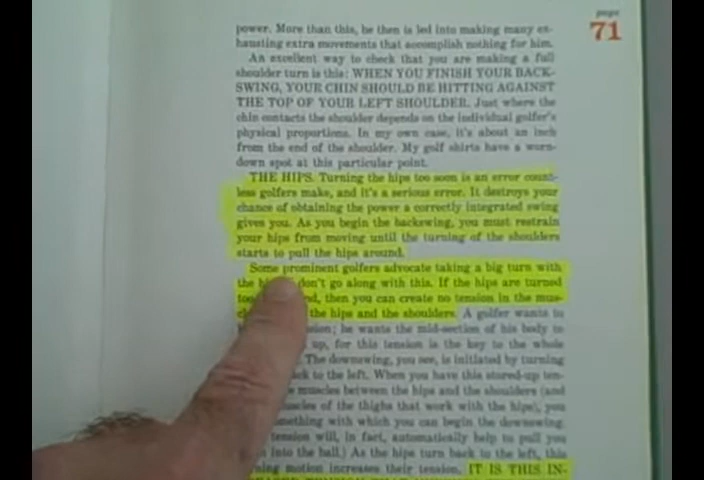 page
71
power. More than this, he then is led into making many ex-
hausting extra movements that accomplish nothing for him.
An excellent way to check that you are making a full
shoulder turn is this: WHEN YOU FINISH YOUR BACK-
SWING, YOUR CHIN SHOULD BE HITTING AGAINST
THE TOP OF YOUR LEFT SHOULDER. Just where the
chin contacts the shoulder depends on the individual golfer's
physical proportions. In my own case, it's about an inch
from the end of the shoulder. My golf shirts have a worn-
down spot at this particular point.
THE HIPS. Turning the hips too soon is an error count-
less golfers make, and it's a serious error. It destroys your
chance of obtaining the power a correctly integrated swing
gives you. As you begin the backswing, you must restrain
your hips from moving until the turning of the shoulders
starts to pull the hips around.
Some prominent golfers advocate taking a big turn with
the don't go along with this. If the hips are turned
then you can create no tension in the mus-
the hips and the shoulders. A golfer wants to
he wants the mid-section of his body to
up, for this tension is the key to the whole
The downswing, you see, is initiated by turning
to the left. When you have this stored-up ten-
muscles between the hips and the shoulders (and
of the thighs that work with the hips), you
something with which you can begin the downswing.
tension will, in fact, automatically help to pull you
into the ball.) As the hips turn back to the left, this
motion increases their tension. IT IS THIS IN-